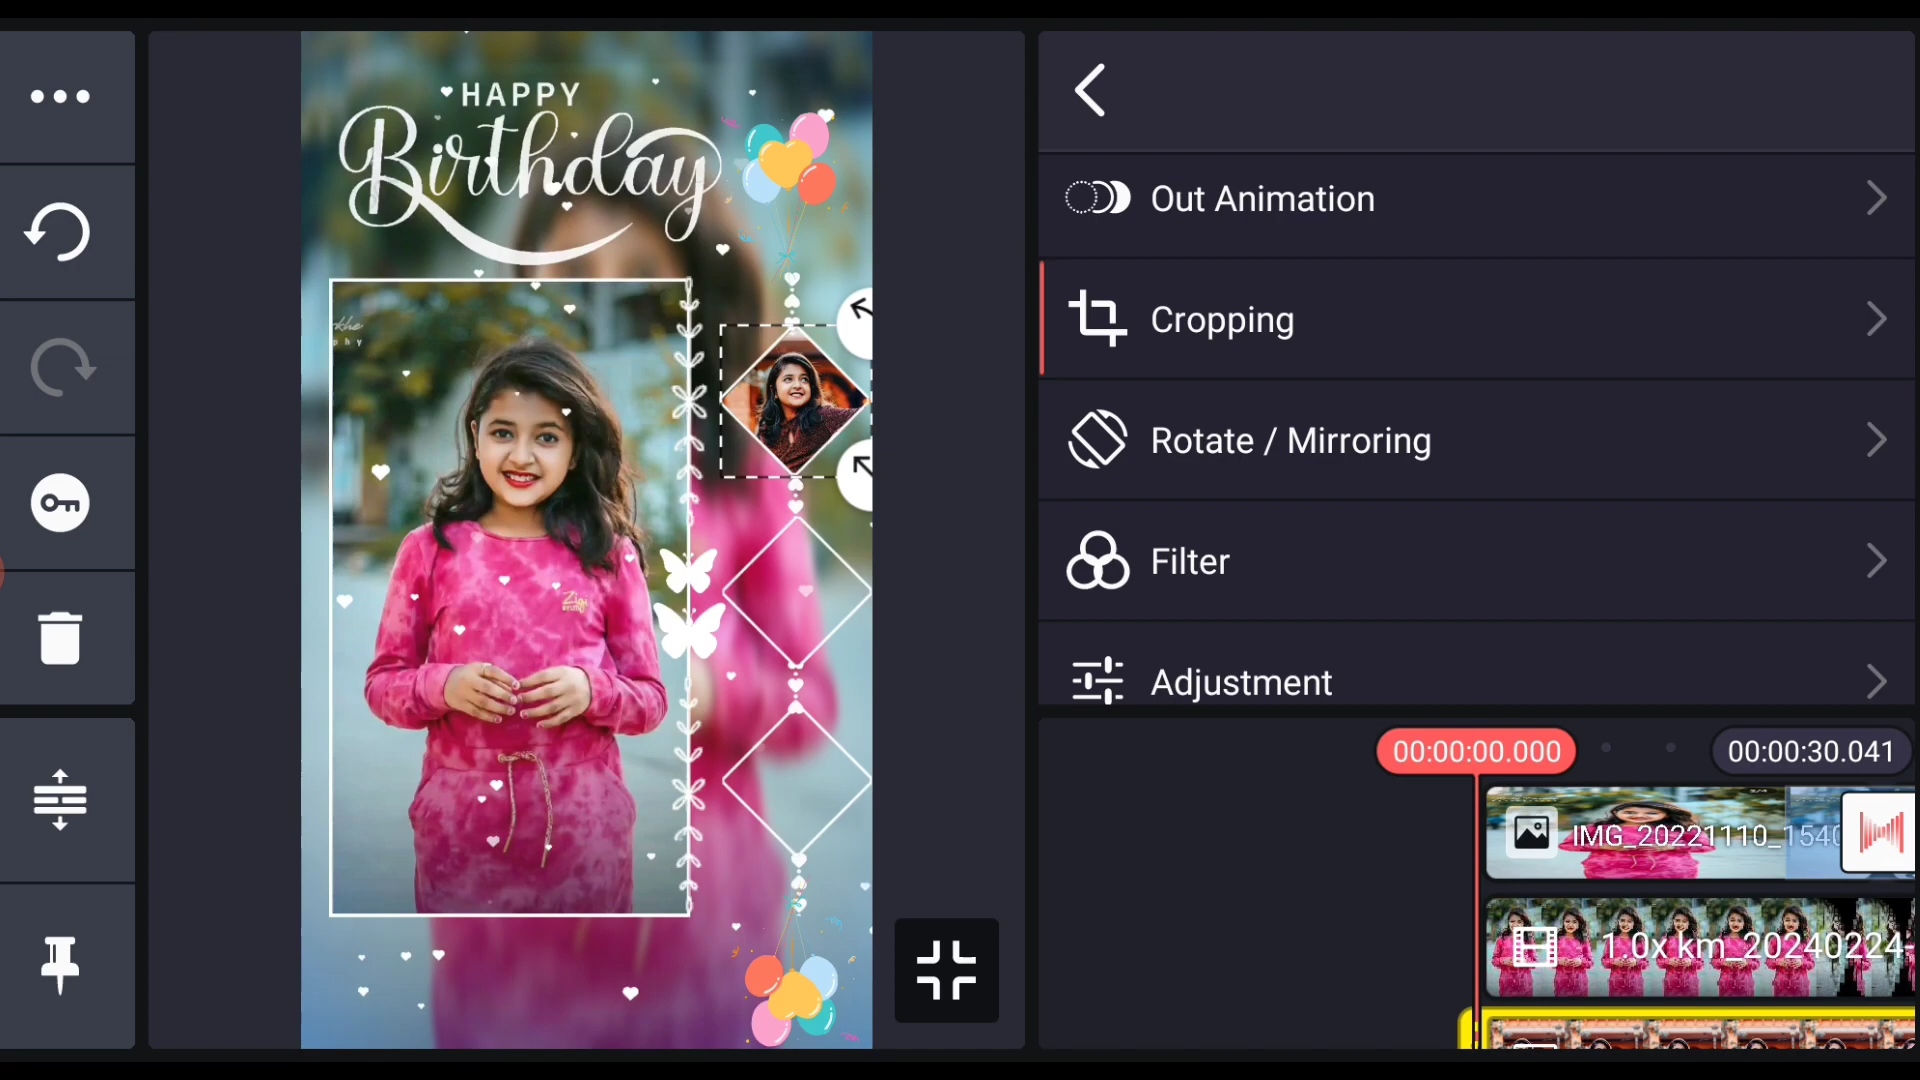 HAPPY
Birthday
Out Animation
Cropping
Rotate / Mirroring
Filter
Adjustment
00:00:00.000
00:00:30.041
IMG_20221110_1540
1.0x km_20240224-